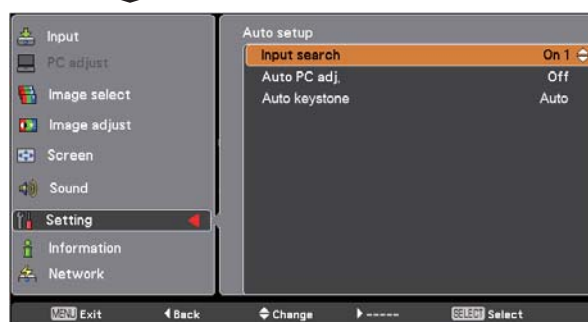 Input
PC adjust
Image select
Image adjust
Screen
Sound
Setting
Information
Network
Auto setup
Input search On 1
Auto PC adj. Off
Auto keystone Auto
MENU Exit Back Change ----- SELECT Select